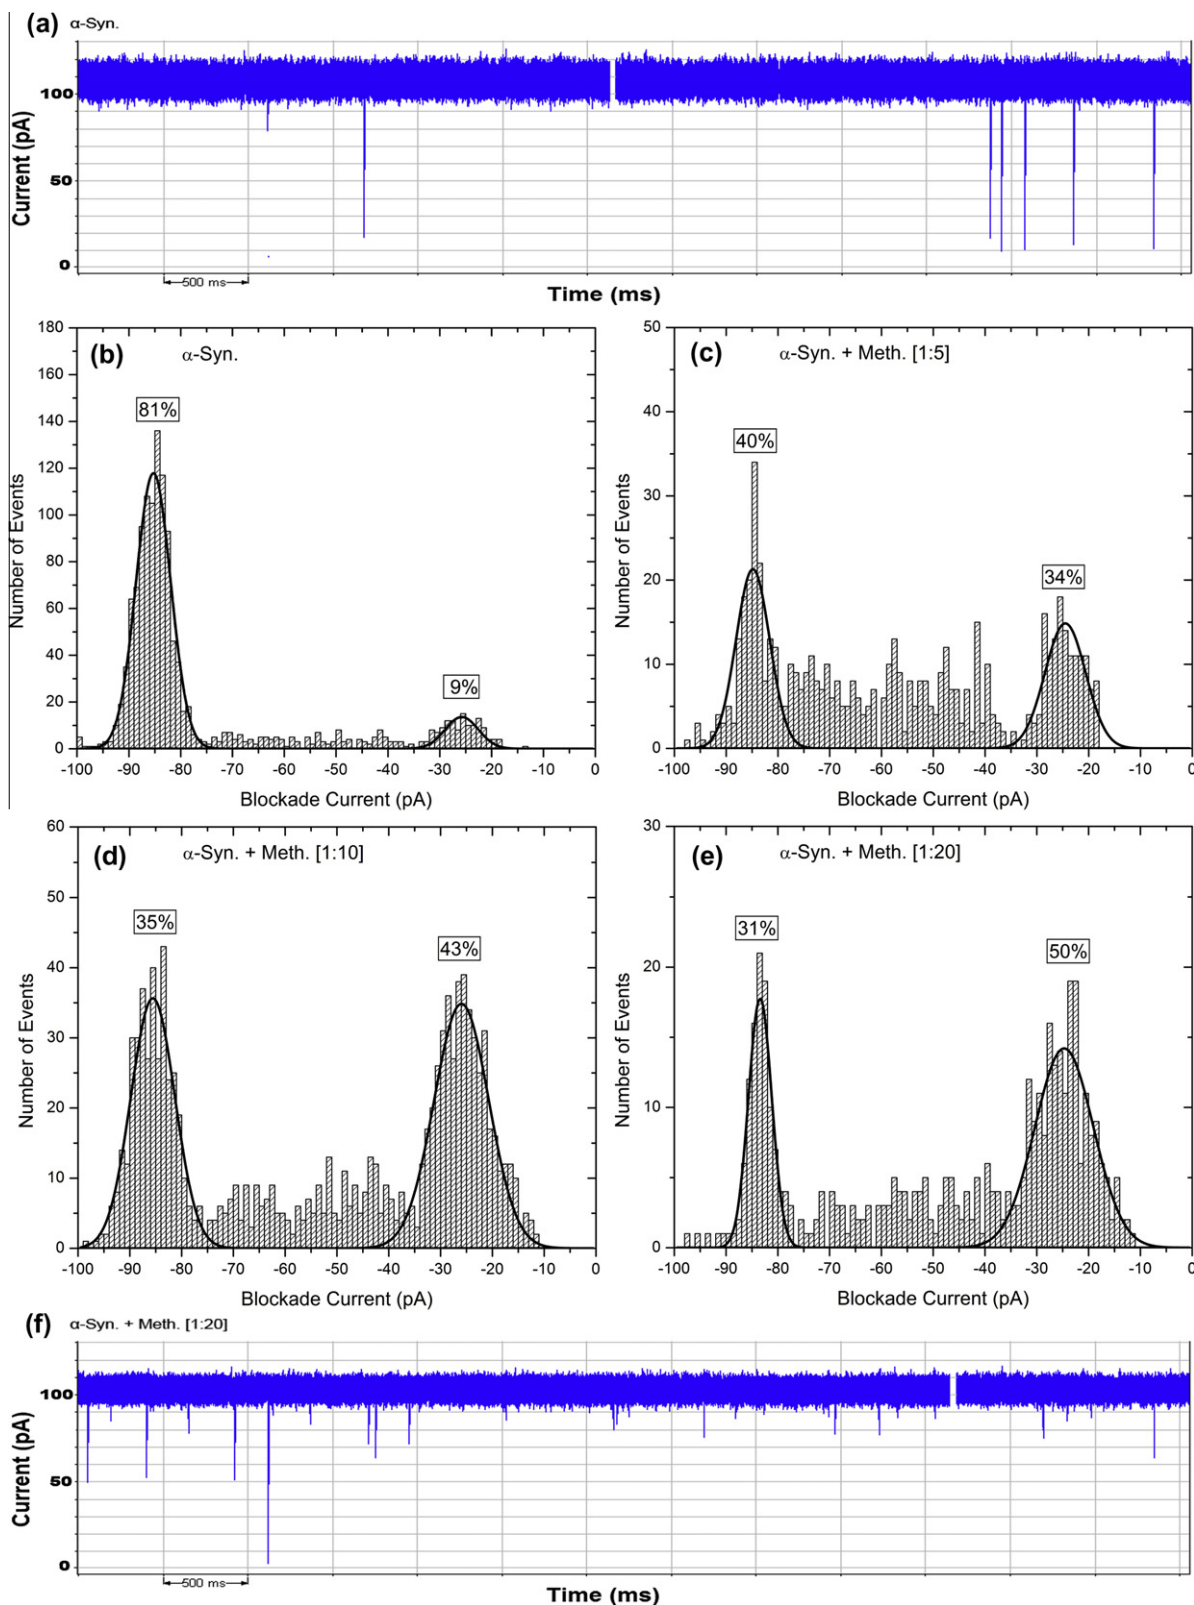 (a) α-Syn.
100
50
0
Current (pA)
500 ms
Time (ms)
(b) α-Syn.
81%
9%
180
160
140
120
100
80
60
40
20
0
Number of Events
-100 -90 -80 -70 -60 -50 -40 -30 -20 -10 0
Blockade Current (pA)
(c) α-Syn. + Meth. [1:5]
40%
34%
50
40
30
20
10
0
Number of Events
-100 -90 -80 -70 -60 -50 -40 -30 -20 -10 0
Blockade Current (pA)
(d) α-Syn. + Meth. [1:10]
35%
43%
60
50
40
30
20
10
0
Number of Events
-100 -90 -80 -70 -60 -50 -40 -30 -20 -10 0
Blockade Current (pA)
(e) α-Syn. + Meth. [1:20]
31%
50%
30
20
10
0
Number of Events
-100 -90 -80 -70 -60 -50 -40 -30 -20 -10 0
Blockade Current (pA)
(f) α-Syn. + Meth. [1:20]
100
50
0
Current (pA)
500 ms
Time (ms)